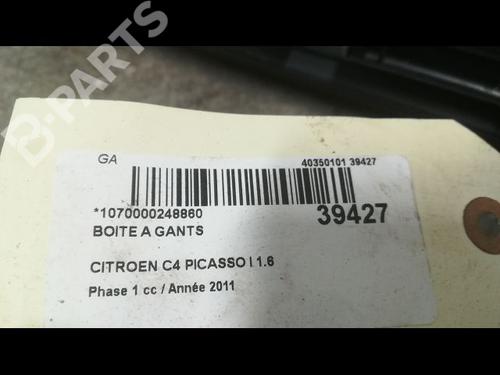 B-PARTS
GA
40350101 39427
*1070000248860
39427
BOITE A GANTS
CITROEN C4 PICASSO I 1.6
Phase 1 cc / Année 2011